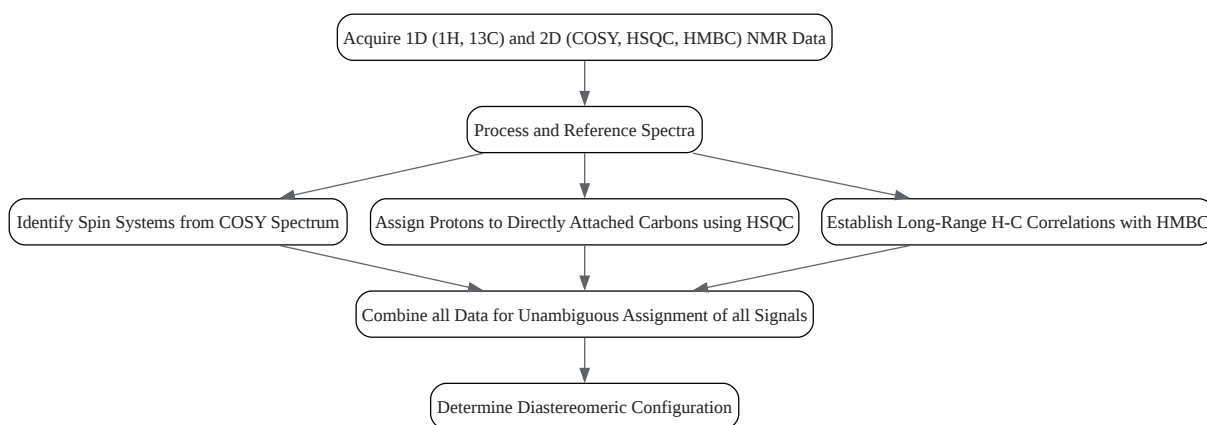 Acquire 1D (1H, 13C) and 2D (COSY, HSQC, HMBC) NMR Data
Process and Reference Spectra
Identify Spin Systems from COSY Spectrum
Assign Protons to Directly Attached Carbons using HSQC
Establish Long-Range H-C Correlations with HMBC
Combine all Data for Unambiguous Assignment of all Signals
Determine Diastereomeric Configuration